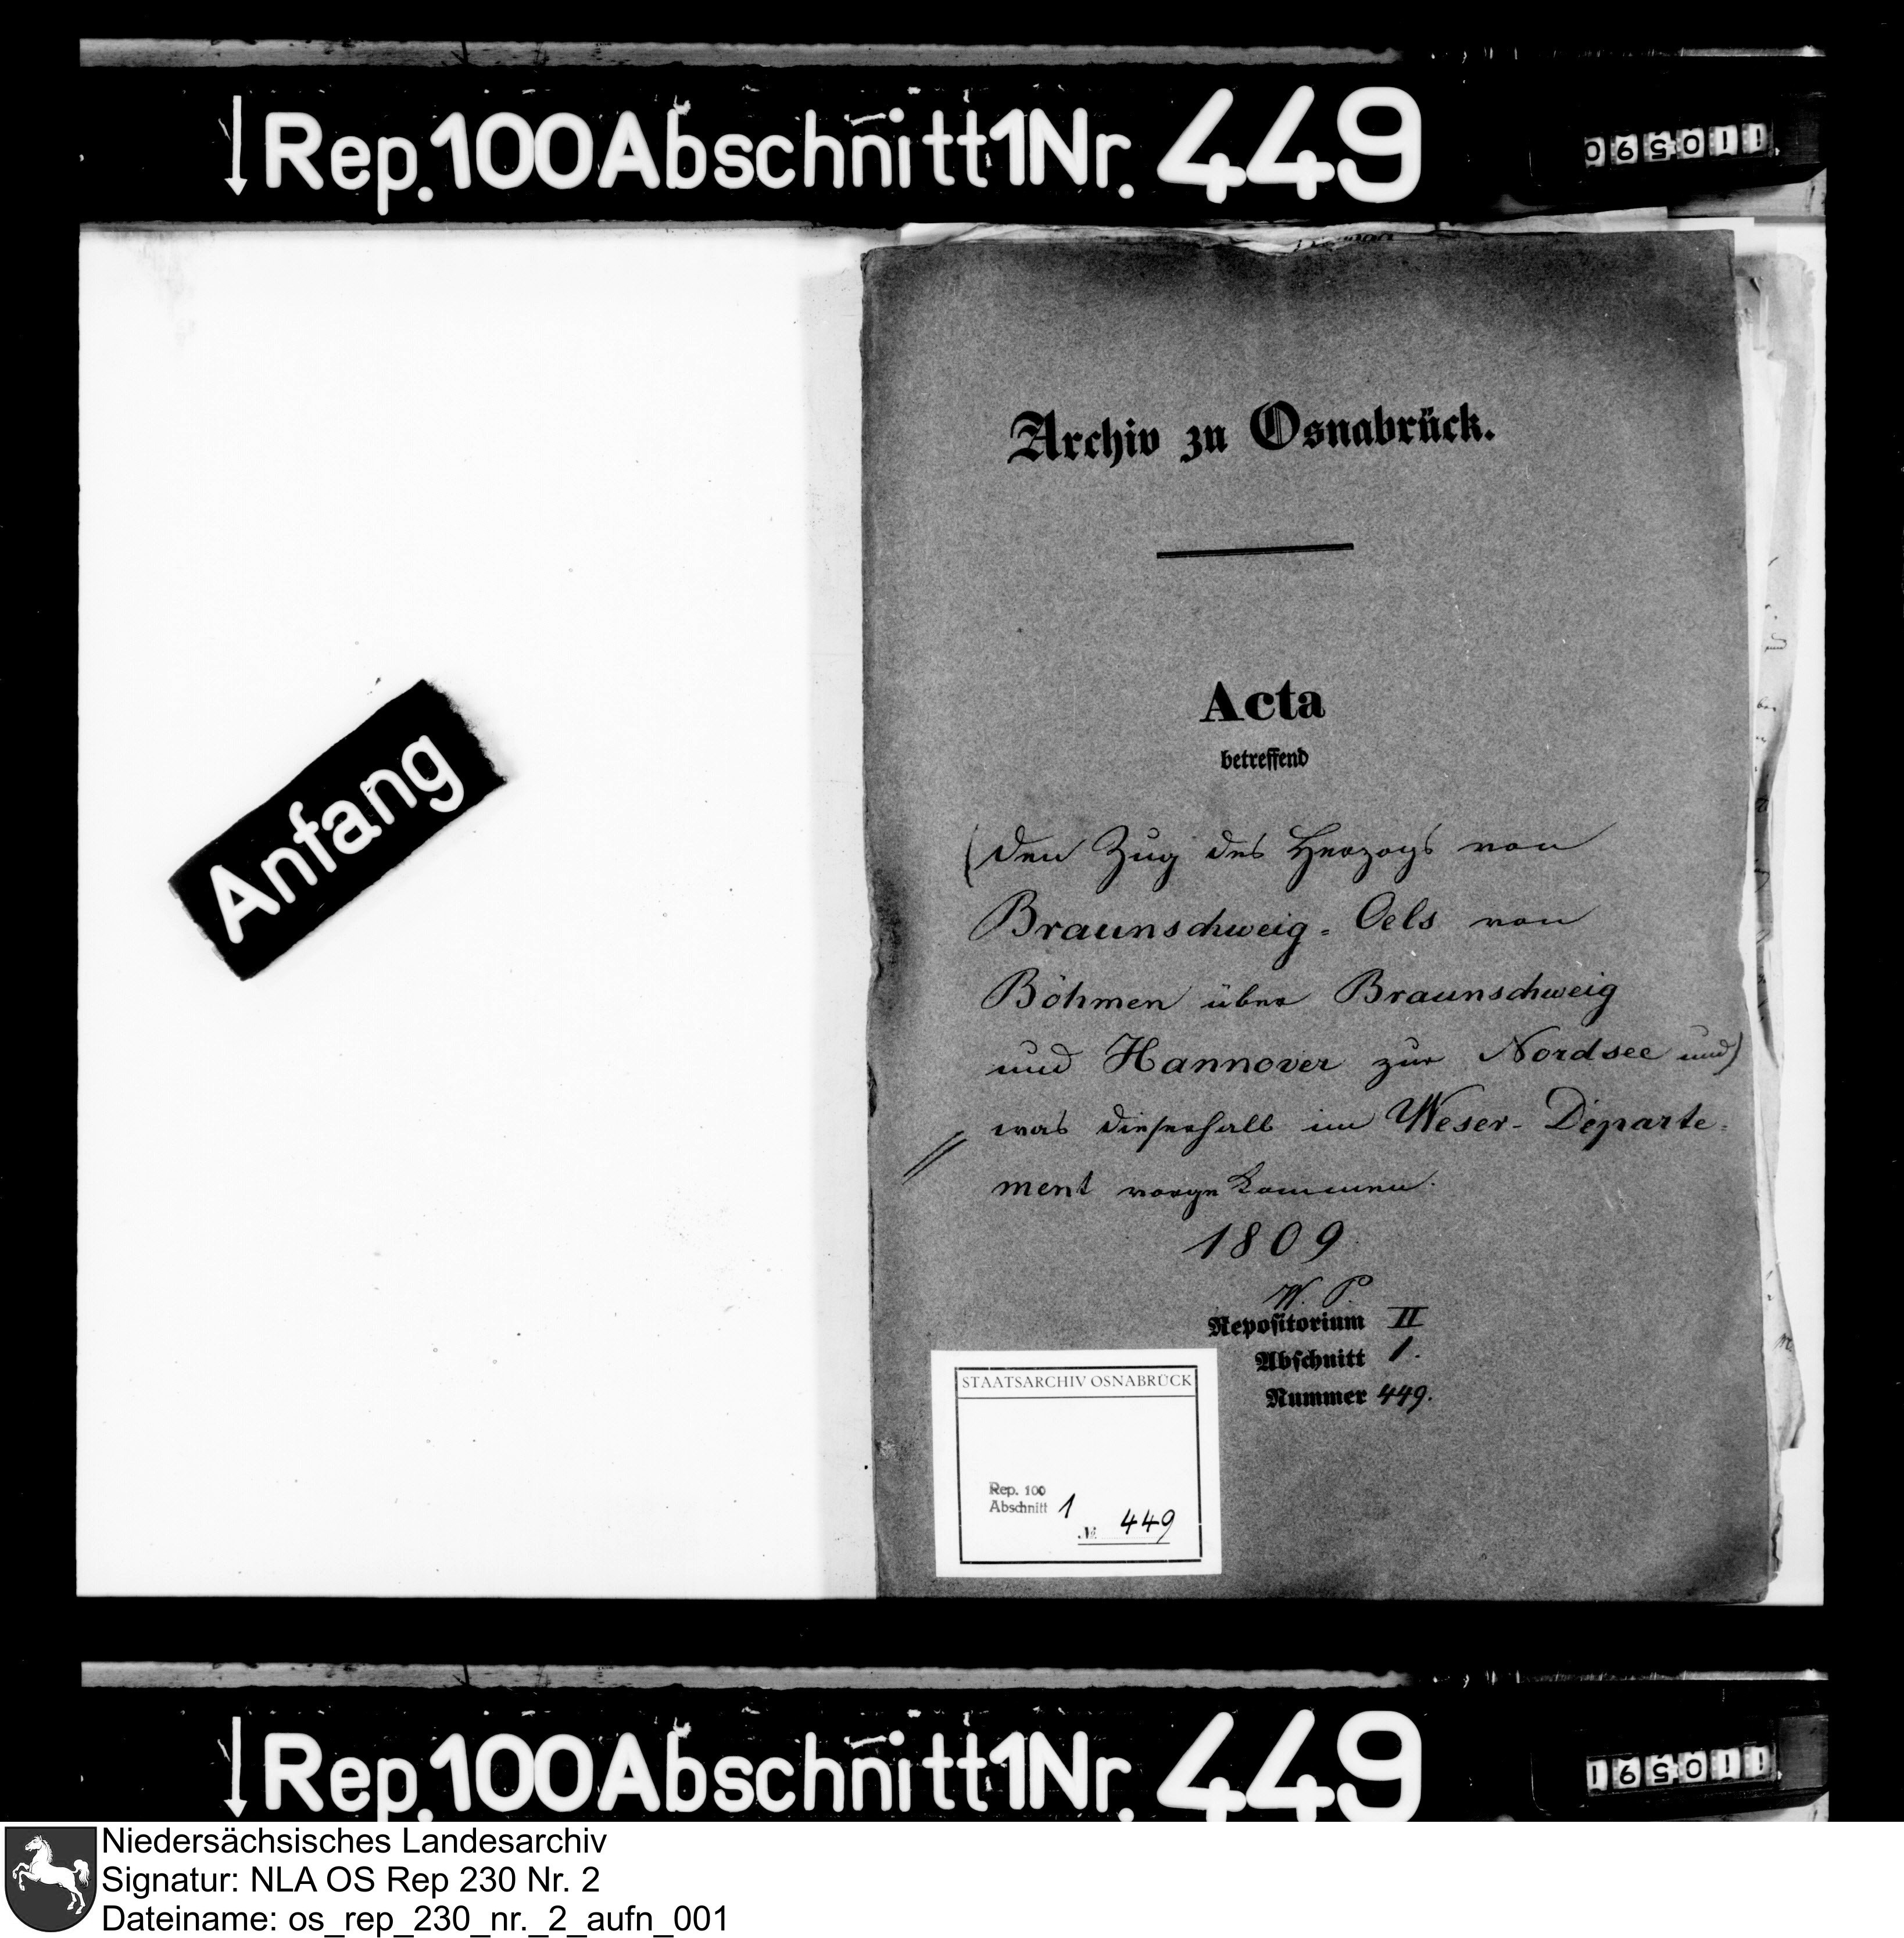 ↓Rep.100Abschnitt1Nr. 449
110590
Anfang
Archiv zu Osnabrück.
Acta
betreffend
(den Zug des Herzogs von
Braunschweig-Oels von
Böhmen über Braunschweig
und Hannover zur Nordsee und)
// was dieserhalb im Weser-Departe-
ment vorgekommen.
1809
W. P.
Repositorium II
Abschnitt 1.
Nummer 449.
STAATSARCHIV OSNABRÜCK
Rep. 100
Abschnitt 1
№ 449
↓Rep.100Abschnitt1Nr. 449
110591
Niedersächsisches Landesarchiv
Signatur: NLA OS Rep 230 Nr. 2
Dateiname: os_rep_230_nr._2_aufn_001